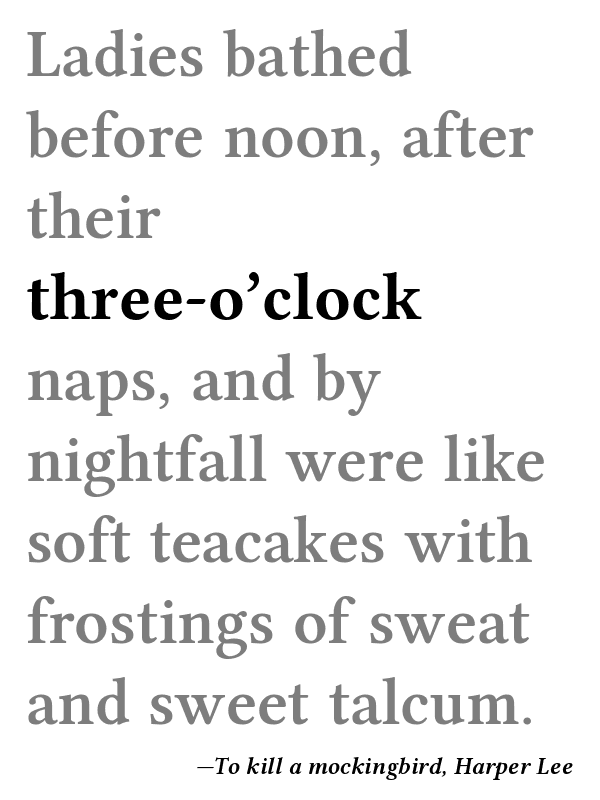 Ladies bathed
before noon, after
their
three-o’clock
naps, and by
nightfall were like
soft teacakes with
frostings of sweat
and sweet talcum.
—To kill a mockingbird, Harper Lee